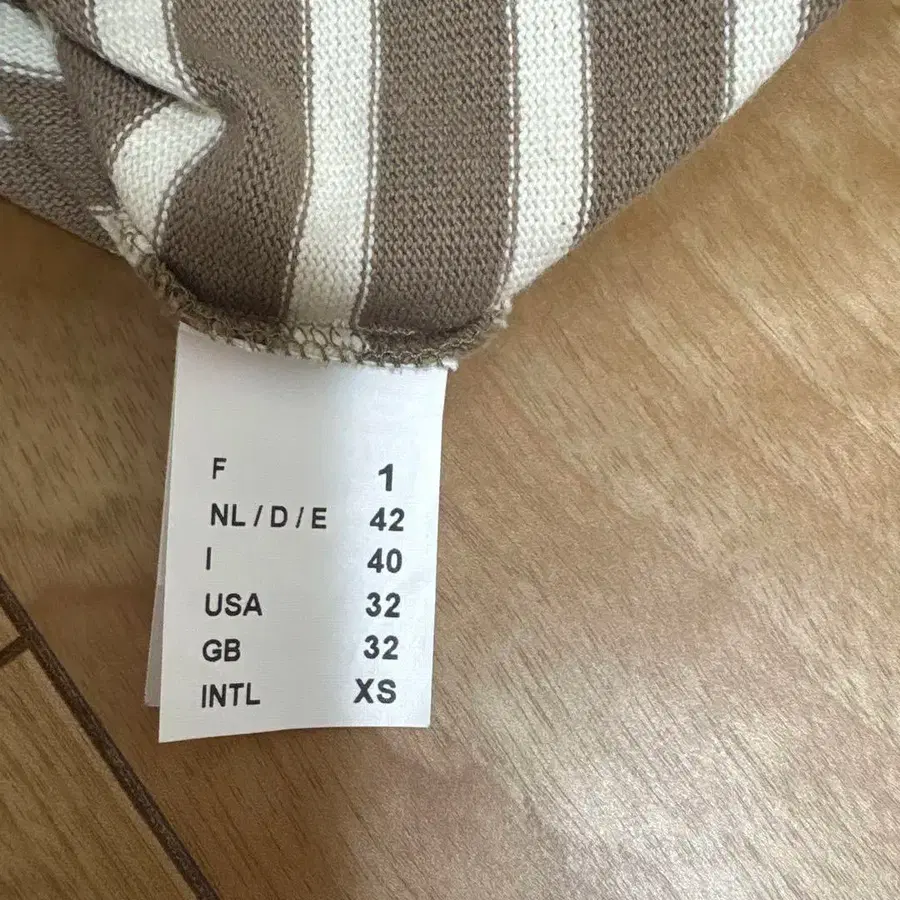 F 1
NL / D / E 42
I 40
USA 32
GB 32
INTL XS